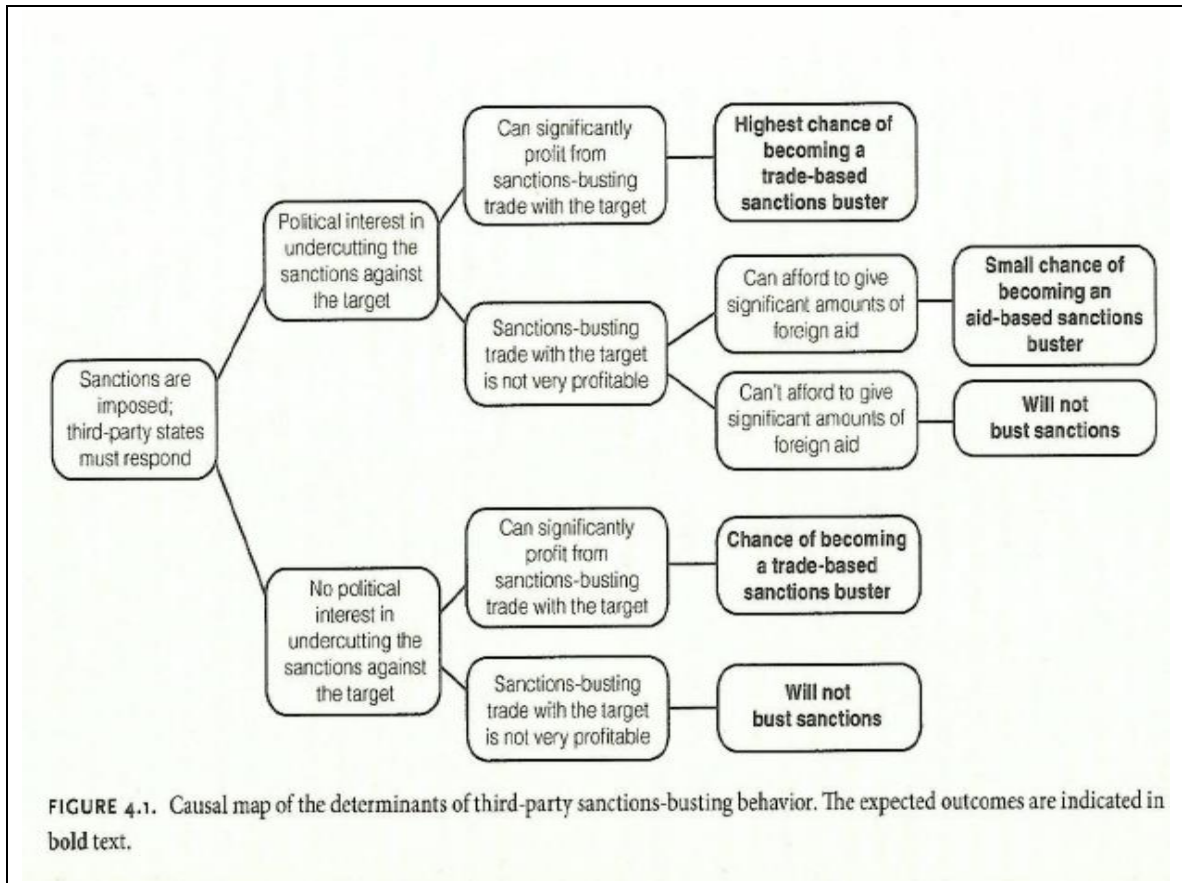 Sanctions are
imposed;
third-party states
must respond
Political interest in
undercutting the
sanctions against
the target
Can significantly
profit from
sanctions-busting
trade with the target
Highest chance of
becoming a
trade-based
sanctions buster
Sanctions-busting
trade with the target
is not very profitable
Can afford to give
significant amounts of
foreign aid
Small chance of
becoming an
aid-based sanctions
buster
Can't afford to give
significant amounts of
foreign aid
Will not
bust sanctions
No political
interest in
undercutting the
sanctions against
the target
Can significantly
profit from
sanctions-busting
trade with the target
Chance of becoming
a trade-based
sanctions buster
Sanctions-busting
trade with the target
is not very profitable
Will not
bust sanctions
FIGURE 4.1. Causal map of the determinants of third-party sanctions-busting behavior. The expected outcomes are indicated in
bold text.